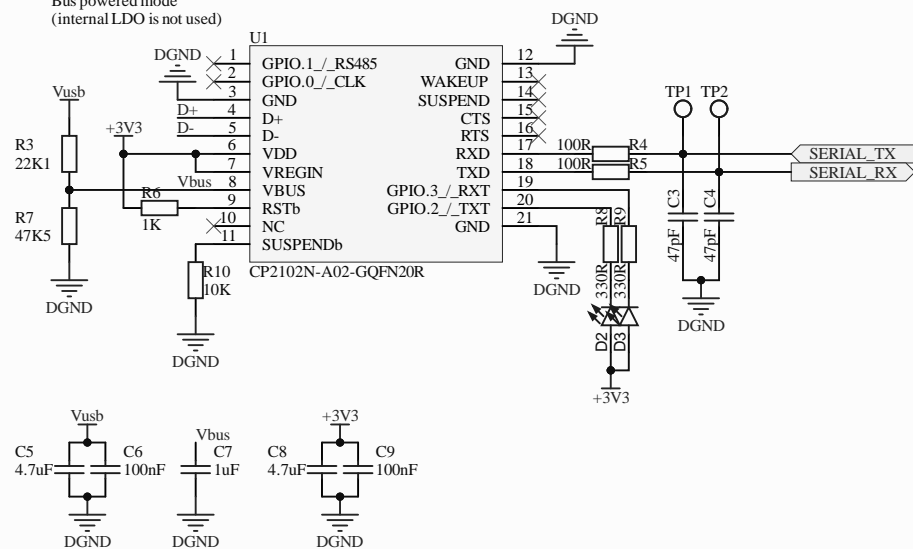 Bus powered mode
(internal LDO is not used)
DGND
U1
DGND
1 GPIO.1_/_RS485 GND 12
2 GPIO.0_/_CLK WAKEUP 13
3 GND SUSPEND 14
D+ 4 D+ CTS 15
D- 5 D- RTS 16
6 VDD RXD 17 100R R4
7 VREGIN TXD 18 100R R5
Vbus 8 VBUS GPIO.3_/_RXT 19
9 RSTb GPIO.2_/_TXT 20
10 NC GND 21
11 SUSPENDb
CP2102N-A02-GQFN20R
TP1 TP2
SERIAL_TX
SERIAL_RX
Vusb
+3V3
R3
22K1
R6
1K
R7
47K5
DGND
R10
10K
DGND
DGND
R8 R9
330R 330R
D2 D3
+3V3
C3 C4
47pF 47pF
DGND
Vusb
C5 C6
4.7uF 100nF
DGND
Vbus
C7
1uF
DGND
+3V3
C8 C9
4.7uF 100nF
DGND